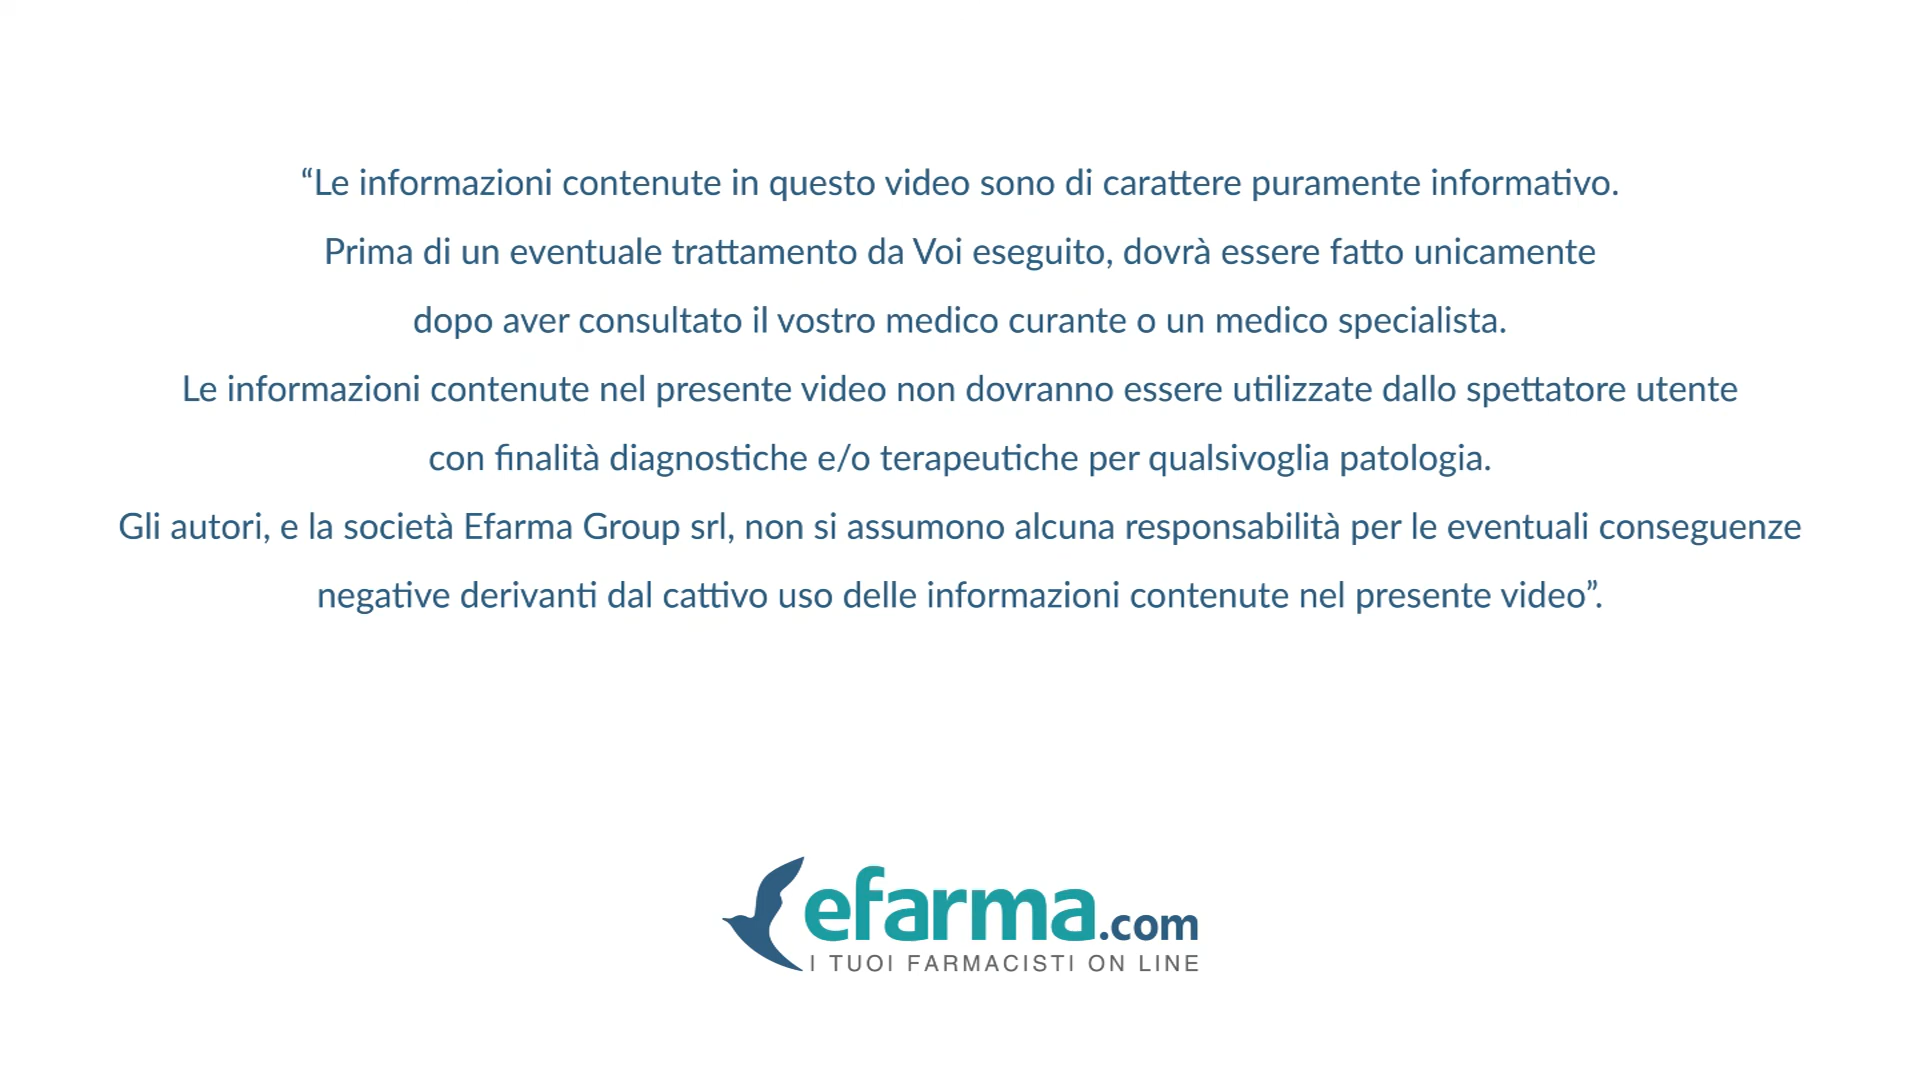 “Le informazioni contenute in questo video sono di carattere puramente informativo.
Prima di un eventuale trattamento da Voi eseguito, dovrà essere fatto unicamente
dopo aver consultato il vostro medico curante o un medico specialista.
Le informazioni contenute nel presente video non dovranno essere utilizzate dallo spettatore utente
con finalità diagnostiche e/o terapeutiche per qualsivoglia patologia.
Gli autori, e la società Efarma Group srl, non si assumono alcuna responsabilità per le eventuali conseguenze
negative derivanti dal cattivo uso delle informazioni contenute nel presente video”.
efarma.com
I TUOI FARMACISTI ON LINE